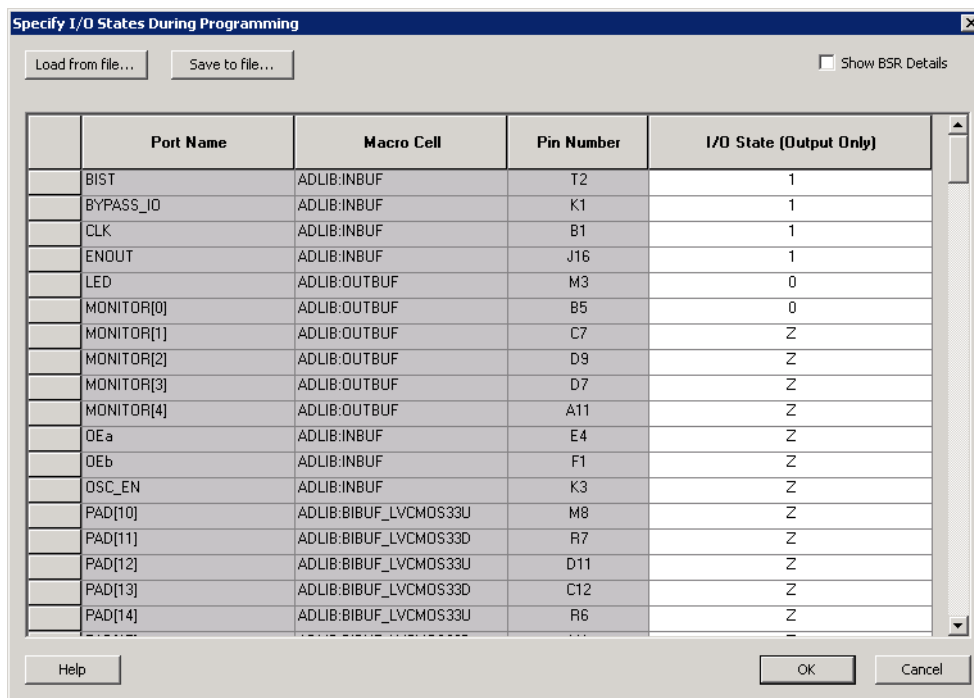 Specify I/O States During Programming
Load from file... Save to file... Show BSR Details
Port Name Macro Cell Pin Number I/O State (Output Only)
BIST ADLIB:INBUF T2 1
BYPASS_IO ADLIB:INBUF K1 1
CLK ADLIB:INBUF B1 1
ENOUT ADLIB:INBUF J16 1
LED ADLIB:OUTBUF M3 0
MONITOR[0] ADLIB:OUTBUF B5 0
MONITOR[1] ADLIB:OUTBUF C7 Z
MONITOR[2] ADLIB:OUTBUF D9 Z
MONITOR[3] ADLIB:OUTBUF D7 Z
MONITOR[4] ADLIB:OUTBUF A11 Z
OEa ADLIB:INBUF E4 Z
OEb ADLIB:INBUF F1 Z
OSC_EN ADLIB:INBUF K3 Z
PAD[10] ADLIB:BIBUF_LVCMOS33U M8 Z
PAD[11] ADLIB:BIBUF_LVCMOS33D R7 Z
PAD[12] ADLIB:BIBUF_LVCMOS33U D11 Z
PAD[13] ADLIB:BIBUF_LVCMOS33D C12 Z
PAD[14] ADLIB:BIBUF_LVCMOS33U R6 Z
Help OK Cancel